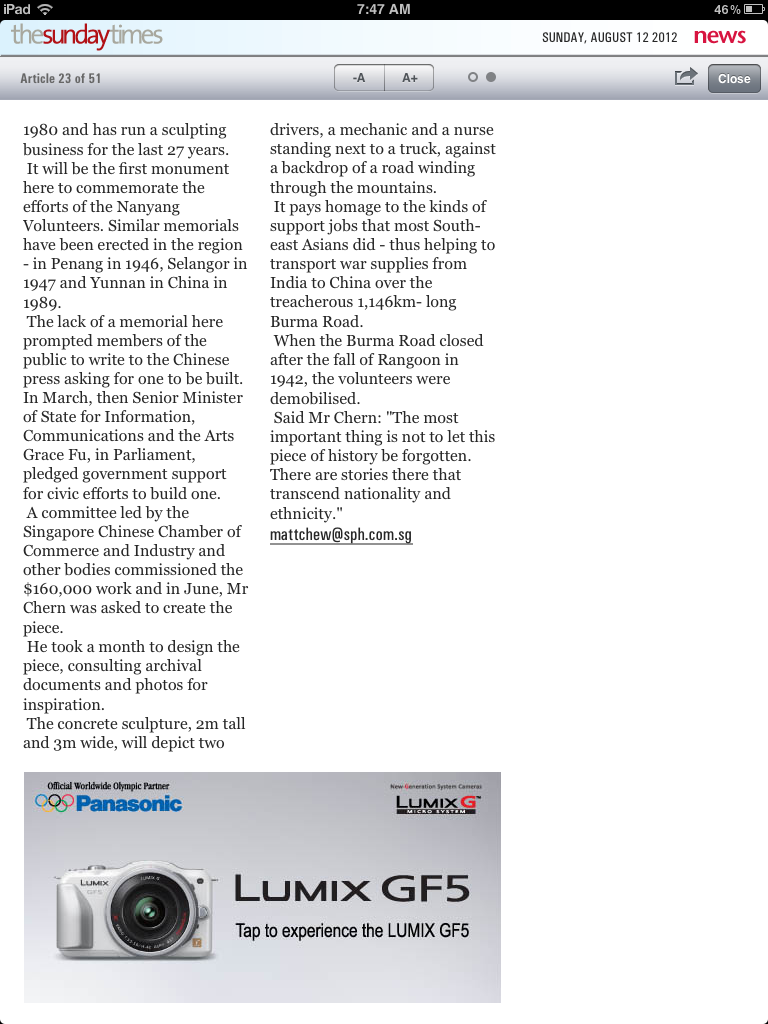 iPad
7:47 AM
46%
thesundaytimes
SUNDAY, AUGUST 12 2012
news
Article 23 of 51
-A
A+
Close
1980 and has run a sculpting
business for the last 27 years.
It will be the first monument
here to commemorate the
efforts of the Nanyang
Volunteers. Similar memorials
have been erected in the region
- in Penang in 1946, Selangor in
1947 and Yunnan in China in
1989.
The lack of a memorial here
prompted members of the
public to write to the Chinese
press asking for one to be built.
In March, then Senior Minister
of State for Information,
Communications and the Arts
Grace Fu, in Parliament,
pledged government support
for civic efforts to build one.
A committee led by the
Singapore Chinese Chamber of
Commerce and Industry and
other bodies commissioned the
$160,000 work and in June, Mr
Chern was asked to create the
piece.
He took a month to design the
piece, consulting archival
documents and photos for
inspiration.
The concrete sculpture, 2m tall
and 3m wide, will depict two
drivers, a mechanic and a nurse
standing next to a truck, against
a backdrop of a road winding
through the mountains.
It pays homage to the kinds of
support jobs that most South-
east Asians did - thus helping to
transport war supplies from
India to China over the
treacherous 1,146km- long
Burma Road.
When the Burma Road closed
after the fall of Rangoon in
1942, the volunteers were
demobilised.
Said Mr Chern: "The most
important thing is not to let this
piece of history be forgotten.
There are stories there that
transcend nationality and
ethnicity."
mattchew@sph.com.sg
Official Worldwide Olympic Partner
Panasonic
New-Generation System Cameras
LUMIX G™
MICRO SYSTEM
LUMIX
GF5
LUMIX G
LUMIX GF5
Tap to experience the LUMIX GF5